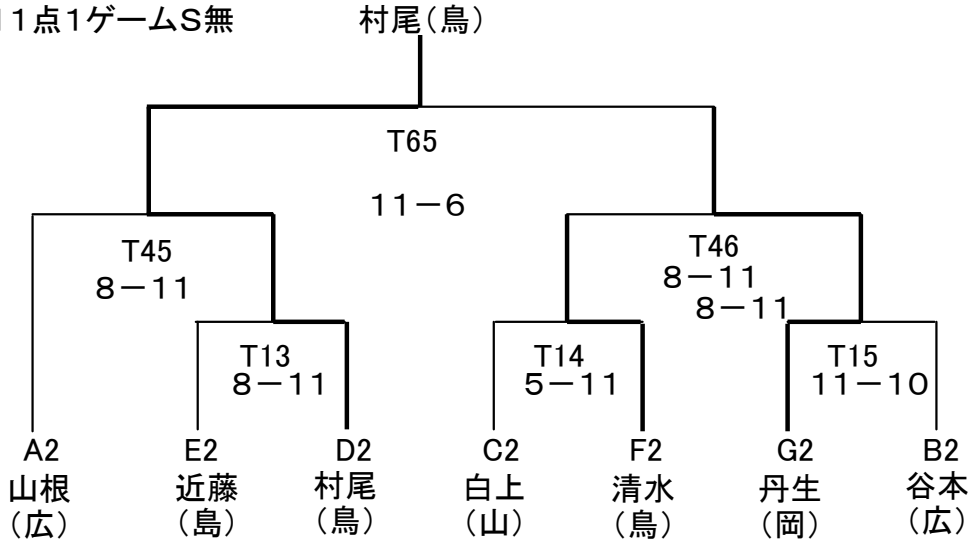 １点１ゲームＳ無
村尾（鳥）
T65
１１－６
T45
８－１１
T46
８－１１
８－１１
T13
８－１１
T14
５－１１
T15
１１－１０
A2 E2 D2 C2 F2 G2 B2
山根 近藤 村尾 白上 清水 丹生 谷本
（広） （島） （鳥） （山） （鳥） （岡） （広）